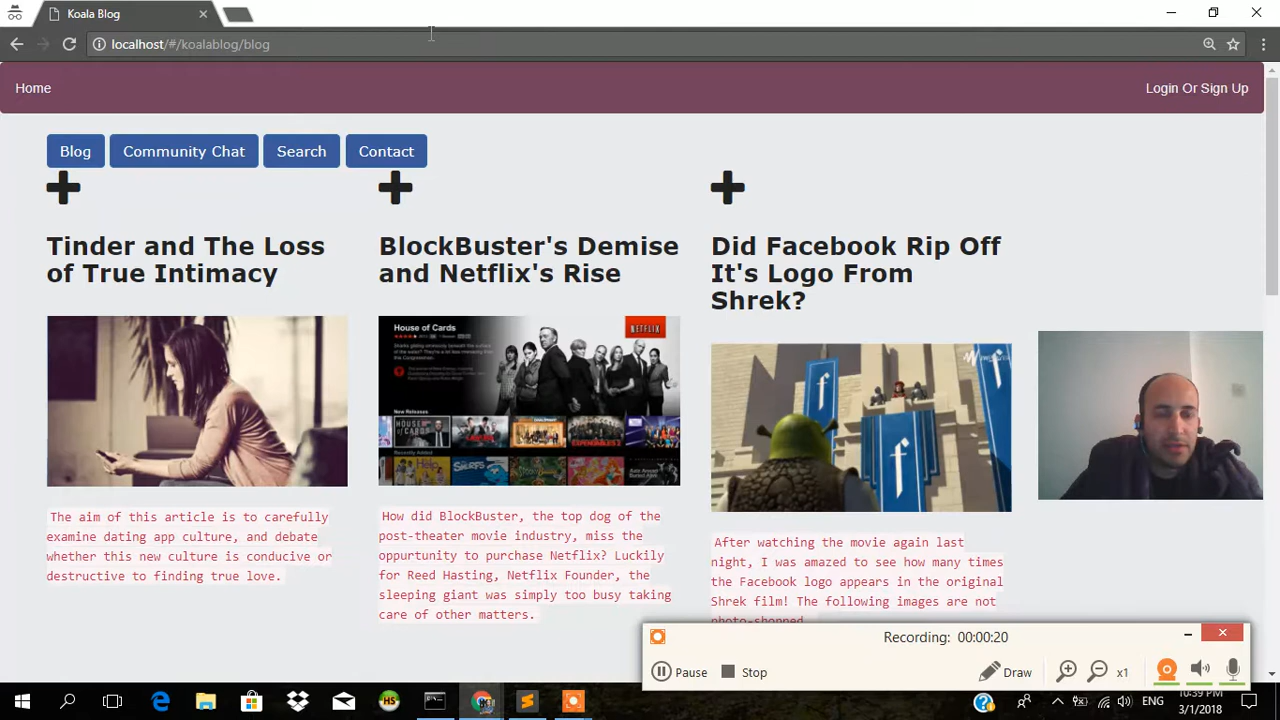 Koala Blog
localhost/#/koalablog/blog
Home
Login Or Sign Up
Blog
Community Chat
Search
Contact
Tinder and The Loss
of True Intimacy
The aim of this article is to carefully
examine dating app culture, and debate
whether this new culture is conducive or
destructive to finding true love.
BlockBuster's Demise
and Netflix's Rise
House of Cards
NETFLIX
New Releases
Recently Added
How did BlockBuster, the top dog of the
post-theater movie industry, miss the
oppurtunity to purchase Netflix? Luckily
for Reed Hasting, Netflix Founder, the
sleeping giant was simply too busy taking
care of other matters.
Did Facebook Rip Off
It's Logo From
Shrek?
f
f
After watching the movie again last
night, I was amazed to see how many times
the Facebook logo appears in the original
Shrek film! The following images are not
photo-shopped.
Recording: 00:00:20
Pause
Stop
Draw
x1
ENG
10:39 PM
3/1/2018